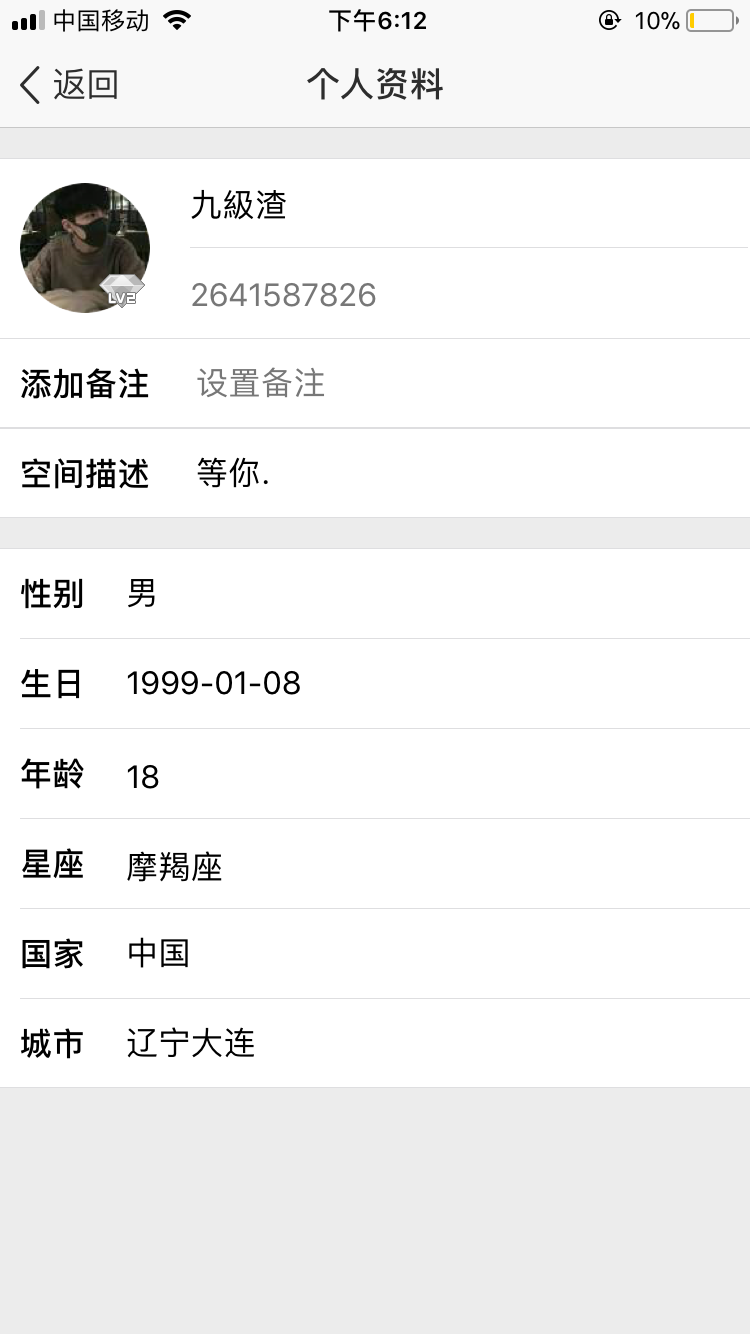 中国移动 下午6:12 10%
返回 个人资料
九級渣
LV2
2641587826
添加备注 设置备注
空间描述 等你.
性别 男
生日 1999-01-08
年龄 18
星座 摩羯座
国家 中国
城市 辽宁大连